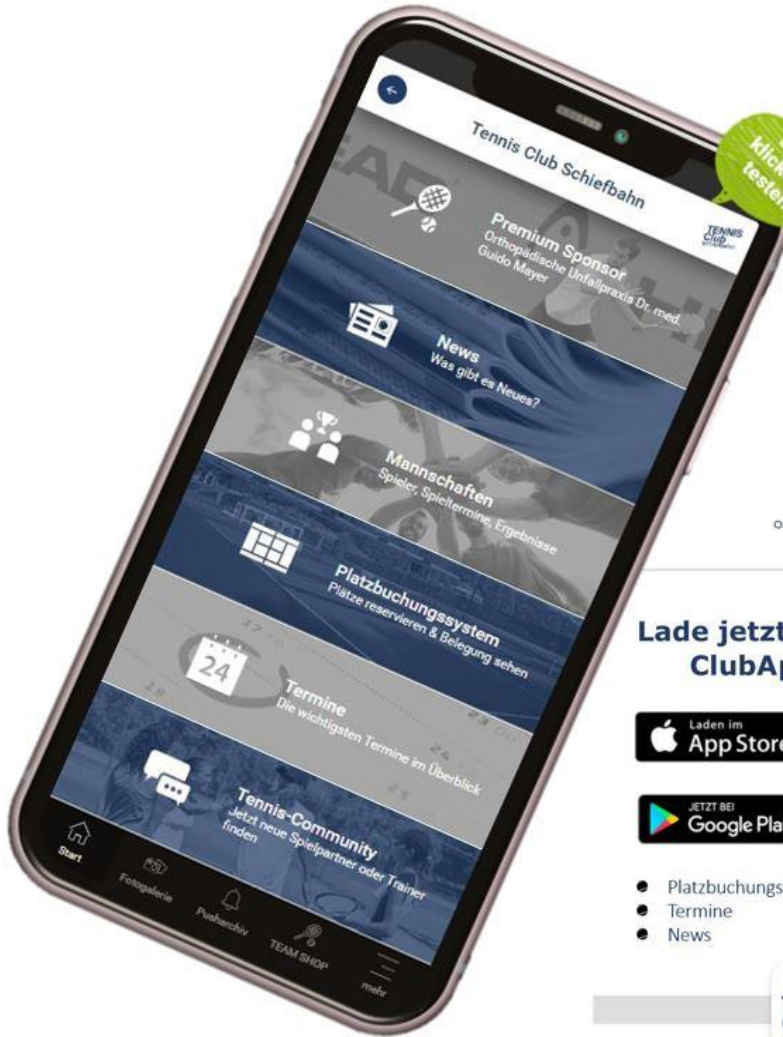 Tennis Club Schiefbahn
TENNIS
Club
Premium Sponsor
Orthopädische Unfallpraxis Dr. med.
Guido Mayer
News
Was gibt es Neues?
Mannschaften
Spieler, Spieltermine, Ergebnisse
Platzbuchungssystem
Plätze reservieren & Belegung sehen
24
Termine
Die wichtigsten Termine im Überblick
Tennis-Community
Jetzt neue Spielpartner oder Trainer
finden
Start
Fotogalerie
Pusharchiv
TEAM SHOP
mehr
Lade jetzt
Laden im
App Store
JETZT BEI
Google Play
Platzbuchungs
Termine
News